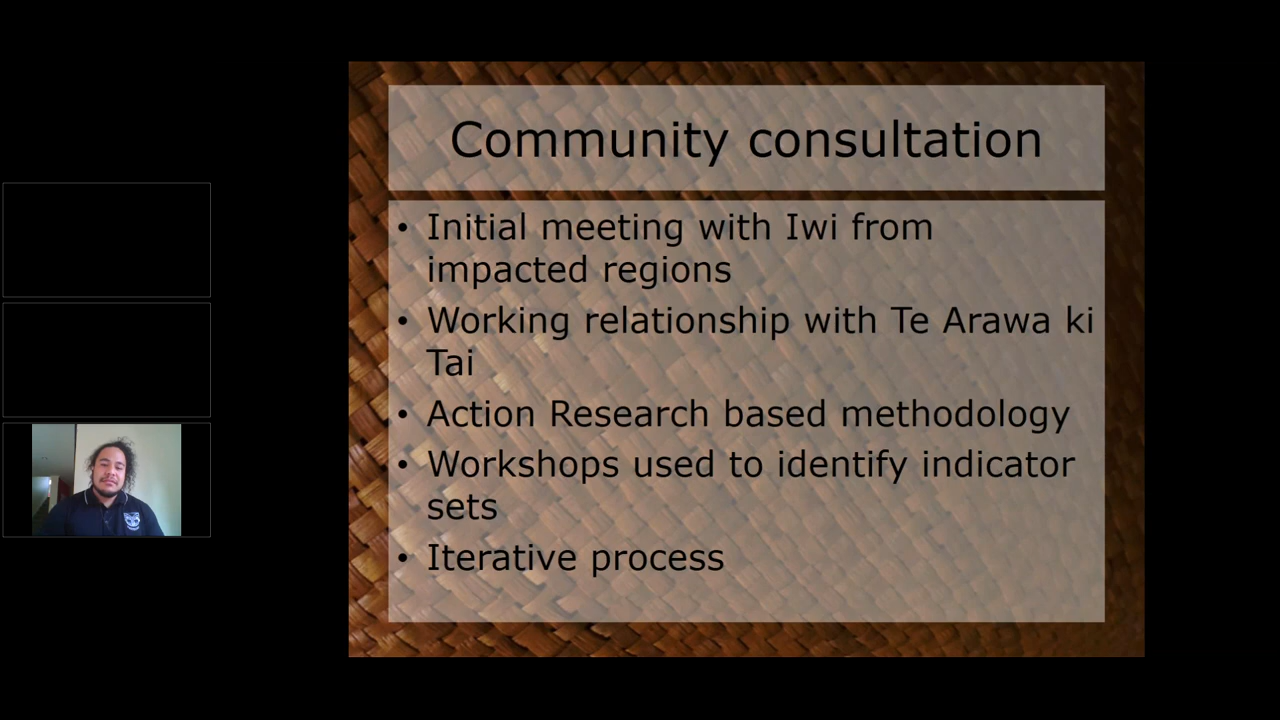 Community consultation
• Initial meeting with Iwi from
impacted regions
• Working relationship with Te Arawa ki
Tai
• Action Research based methodology
• Workshops used to identify indicator
sets
• Iterative process